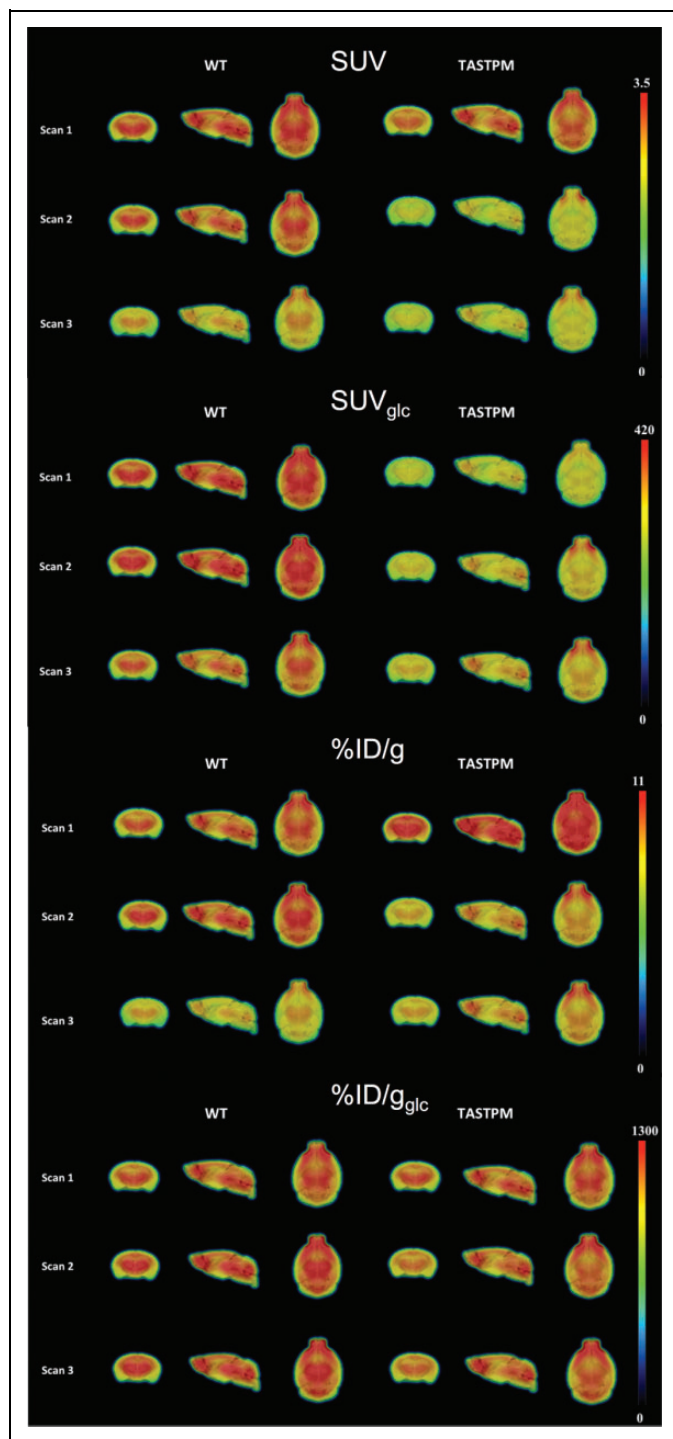 SUV
WT TASTPM
3.5
Scan 1
Scan 2
Scan 3
0
SUVglc
WT TASTPM
420
Scan 1
Scan 2
Scan 3
0
%ID/g
WT TASTPM
11
Scan 1
Scan 2
Scan 3
0
%ID/gglc
WT TASTPM
1300
Scan 1
Scan 2
Scan 3
0